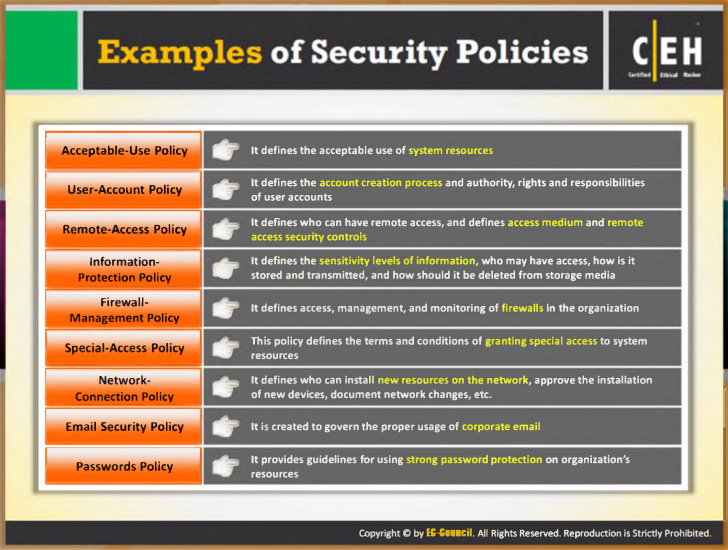 Examples of Security Policies
CEH
Certified Ethical Hacker
Acceptable-Use Policy
It defines the acceptable use of system resources
User-Account Policy
It defines the account creation process and authority, rights and responsibilities
of user accounts
Remote-Access Policy
It defines who can have remote access, and defines access medium and remote
access security controls
Information-
Protection Policy
It defines the sensitivity levels of information, who may have access, how is it
stored and transmitted, and how should it be deleted from storage media
Firewall-
Management Policy
It defines access, management, and monitoring of firewalls in the organization
Special-Access Policy
This policy defines the terms and conditions of granting special access to system
resources
Network-
Connection Policy
It defines who can install new resources on the network, approve the installation
of new devices, document network changes, etc.
Email Security Policy
It is created to govern the proper usage of corporate email
Passwords Policy
It provides guidelines for using strong password protection on organization's
resources
Copyright © by EC-Council. All Rights Reserved. Reproduction is Strictly Prohibited.